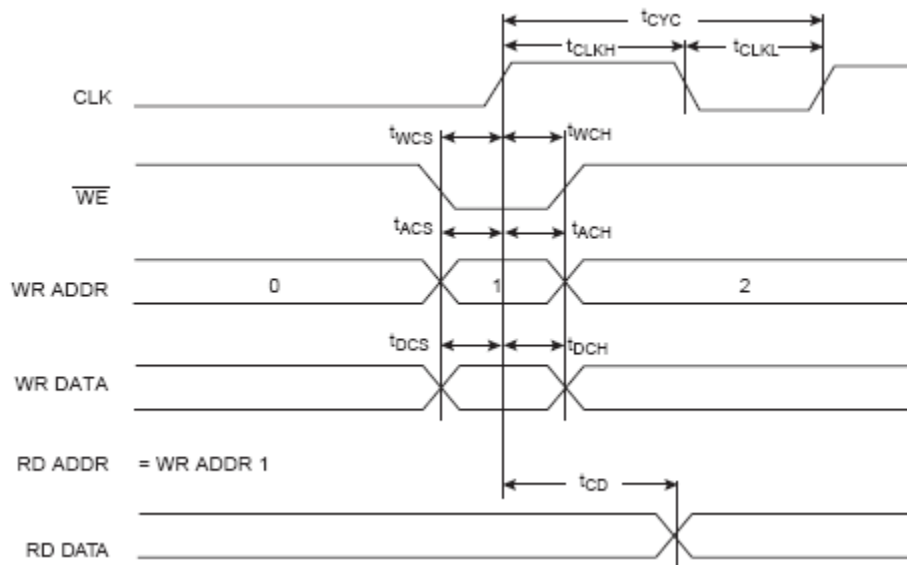 tCYC
tCLKH tCLKL
CLK
tWCS tWCH
WE
tACS tACH
WR ADDR 0 1 2
tDCS tDCH
WR DATA
RD ADDR = WR ADDR 1
tCD
RD DATA